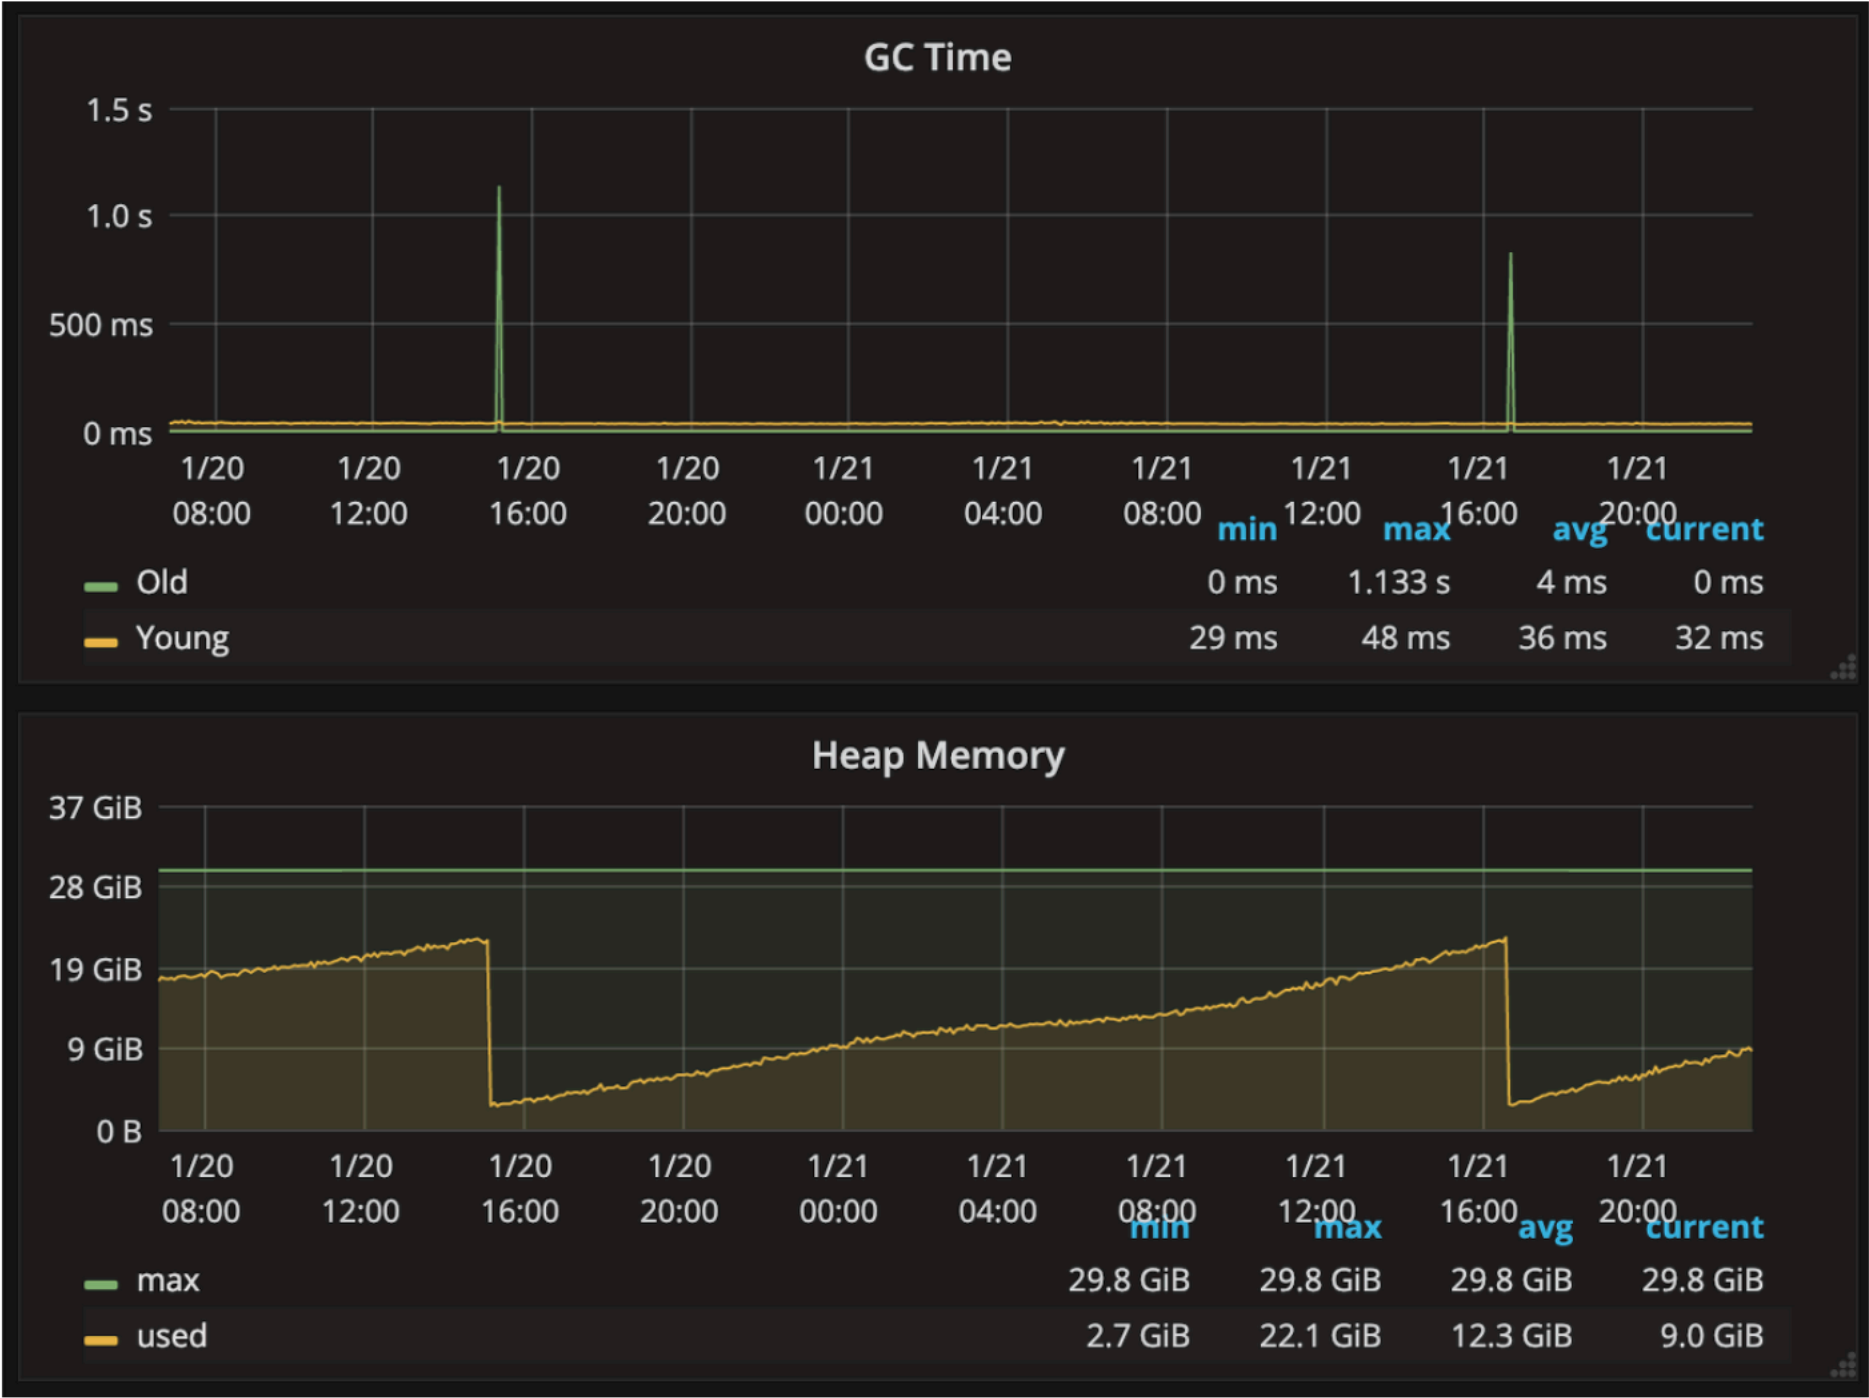 GC Time
1.5 s
1.0 s
500 ms
0 ms
1/20 1/20 1/20 1/20 1/21 1/21 1/21 1/21 1/21 1/21
08:00 12:00 16:00 20:00 00:00 04:00 08:00 12:00 16:00 20:00
min max avg current
Old 0 ms 1.133 s 4 ms 0 ms
Young 29 ms 48 ms 36 ms 32 ms
Heap Memory
37 GiB
28 GiB
19 GiB
9 GiB
0 B
1/20 1/20 1/20 1/20 1/21 1/21 1/21 1/21 1/21 1/21
08:00 12:00 16:00 20:00 00:00 04:00 08:00 12:00 16:00 20:00
min max avg current
max 29.8 GiB 29.8 GiB 29.8 GiB 29.8 GiB
used 2.7 GiB 22.1 GiB 12.3 GiB 9.0 GiB